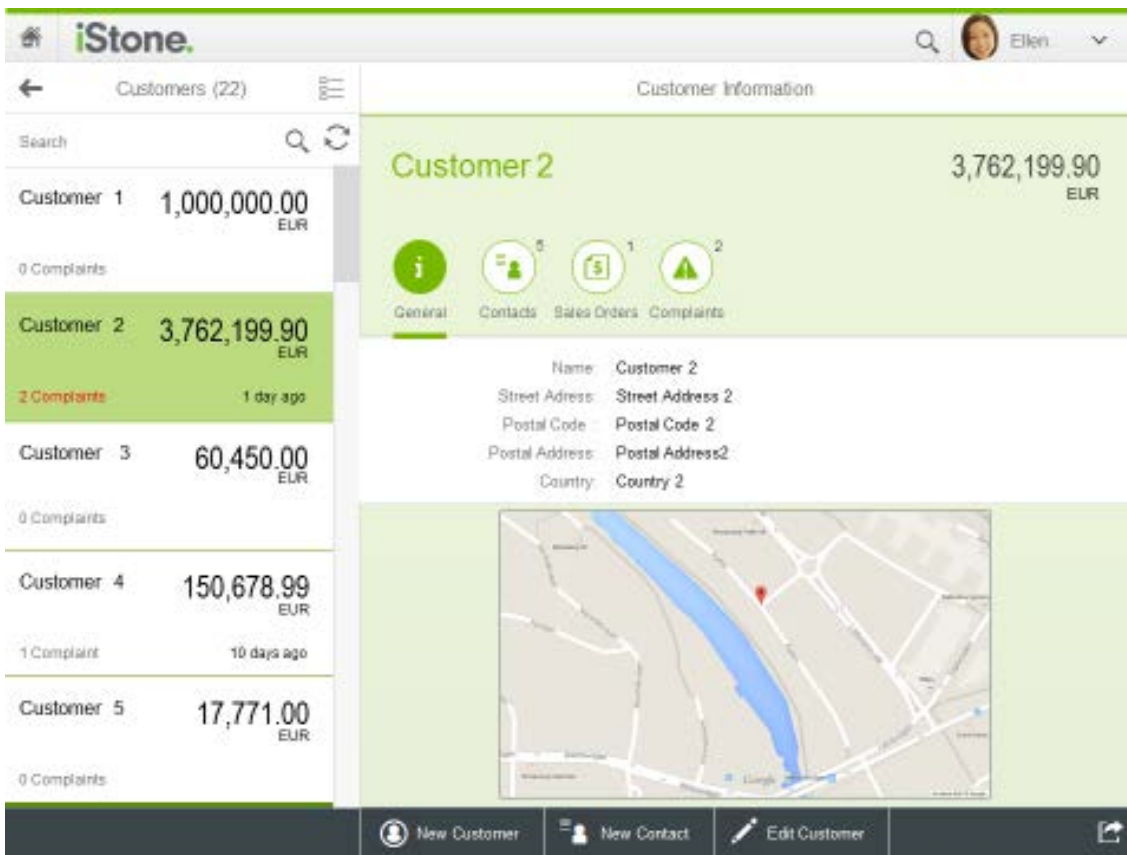 iStone.
Ellen
Customers (22)
Customer Information
Search
Customer 1
1,000,000.00
EUR
0 Complaints
Customer 2
3,762,199.90
EUR
2 Complaints
1 day ago
Customer 3
60,450.00
EUR
0 Complaints
Customer 4
150,678.99
EUR
1 Complaint
10 days ago
Customer 5
17,771.00
EUR
0 Complaints
Customer 2
3,762,199.90
EUR
5
1
2
General Contacts Sales Orders Complaints
Name: Customer 2
Street Adress: Street Address 2
Postal Code: Postal Code 2
Postal Address: Postal Address2
Country: Country 2
Google
New Customer
New Contact
Edit Customer